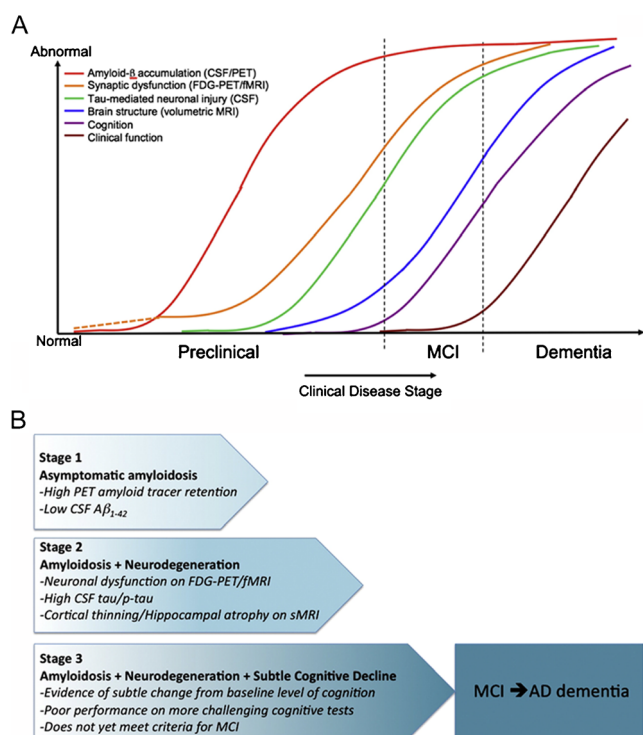 A
Abnormal
Amyloid-β accumulation (CSF/PET)
Synaptic dysfunction (FDG-PET/fMRI)
Tau-mediated neuronal injury (CSF)
Brain structure (volumetric MRI)
Cognition
Clinical function
Normal
Preclinical MCI Dementia
Clinical Disease Stage
B
Stage 1
Asymptomatic amyloidosis
-High PET amyloid tracer retention
-Low CSF Aβ1-42
Stage 2
Amyloidosis + Neurodegeneration
-Neuronal dysfunction on FDG-PET/fMRI
-High CSF tau/p-tau
-Cortical thinning/Hippocampal atrophy on sMRI
Stage 3
Amyloidosis + Neurodegeneration + Subtle Cognitive Decline
-Evidence of subtle change from baseline level of cognition
-Poor performance on more challenging cognitive tests
-Does not yet meet criteria for MCI
MCI ➔AD dementia